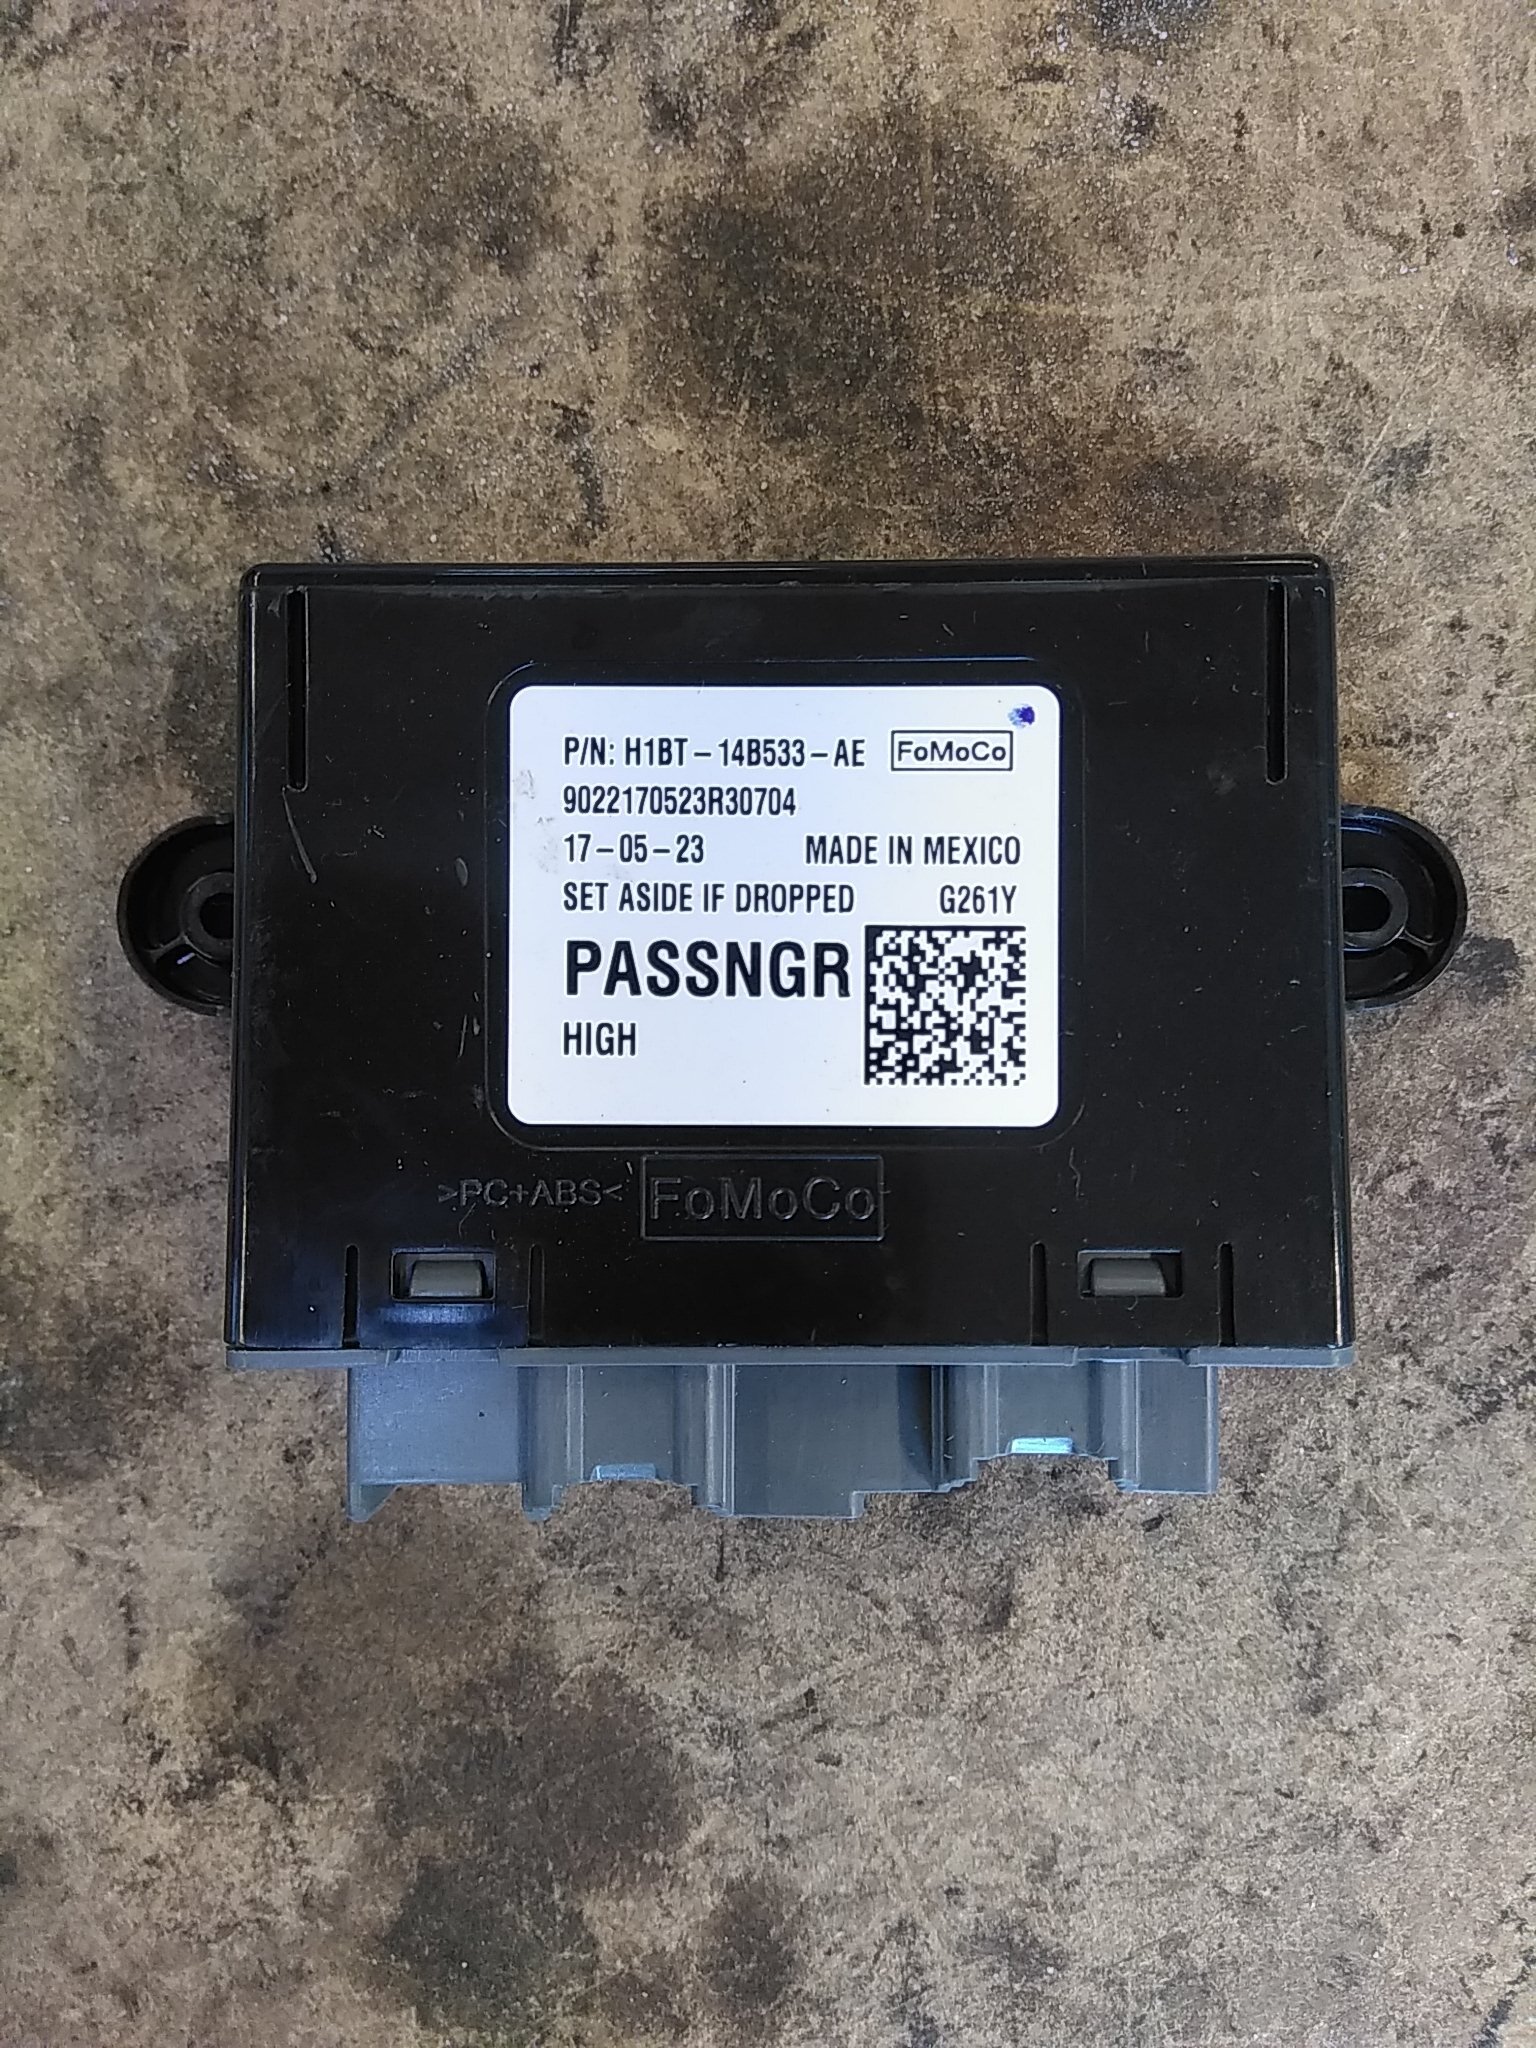 P/N: H1BT-14B533-AE FoMoCo
9022170523R30704
17-05-23 MADE IN MEXICO
SET ASIDE IF DROPPED G261Y
PASSNGR
HIGH
>PC+ABS< FoMoCo